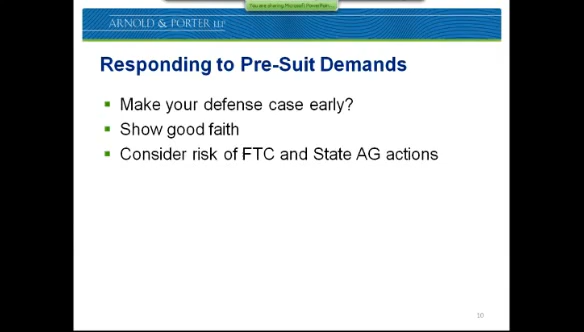 You are sharing Microsoft PowerPoin...
ARNOLD & PORTER LLP
Responding to Pre-Suit Demands
Make your defense case early?
Show good faith
Consider risk of FTC and State AG actions
10